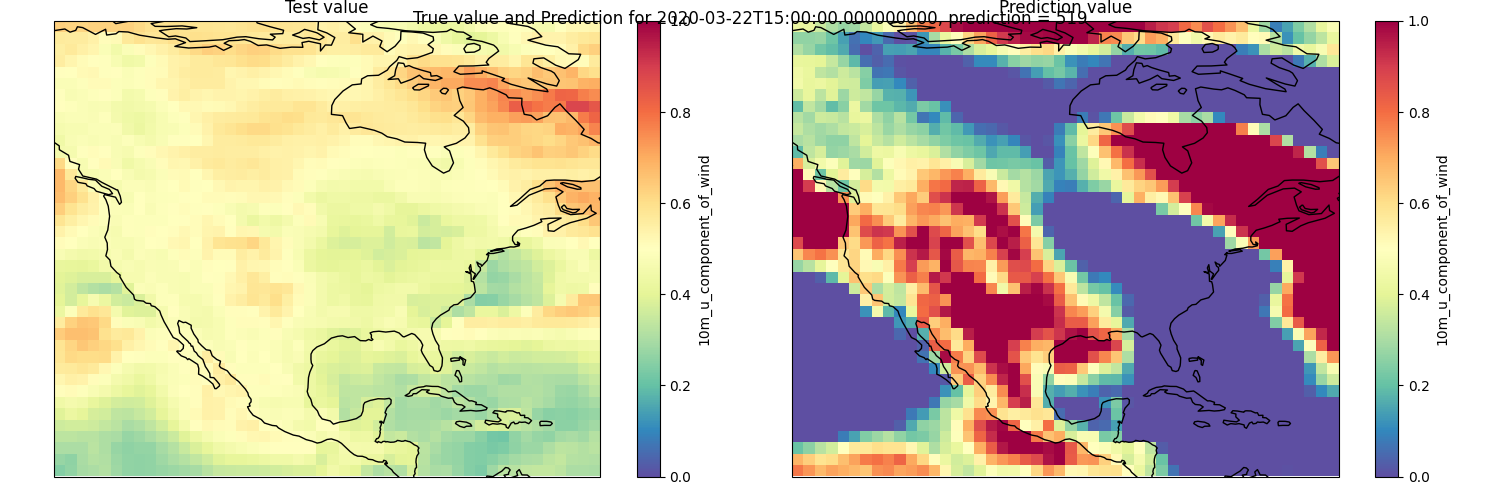 Test value
Prediction value
True value and Prediction for 2020-03-22T15:00:00.000000000, prediction = 519
1.0
0.8
0.6
0.4
0.2
0.0
10m_u_component_of_wind
1.0
0.8
0.6
0.4
0.2
0.0
10m_u_component_of_wind